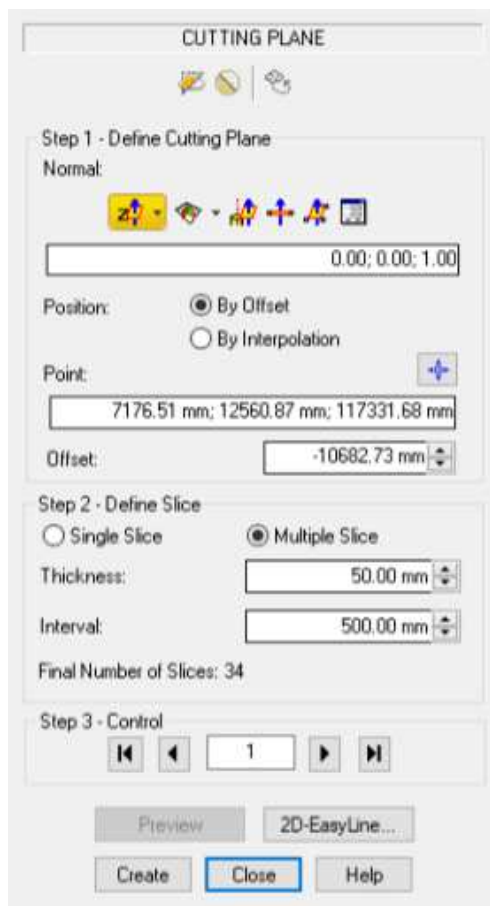 CUTTING PLANE
Step 1 - Define Cutting Plane
Normal:
0.00; 0.00; 1.00
Position: By Offset
By Interpolation
Point:
7176.51 mm; 12560.87 mm; 117331.68 mm
Offset: -10682.73 mm
Step 2 - Define Slice
Single Slice Multiple Slice
Thickness: 50.00 mm
Interval: 500.00 mm
Final Number of Slices: 34
Step 3 - Control
1
Preview 2D-EasyLine...
Create Close Help